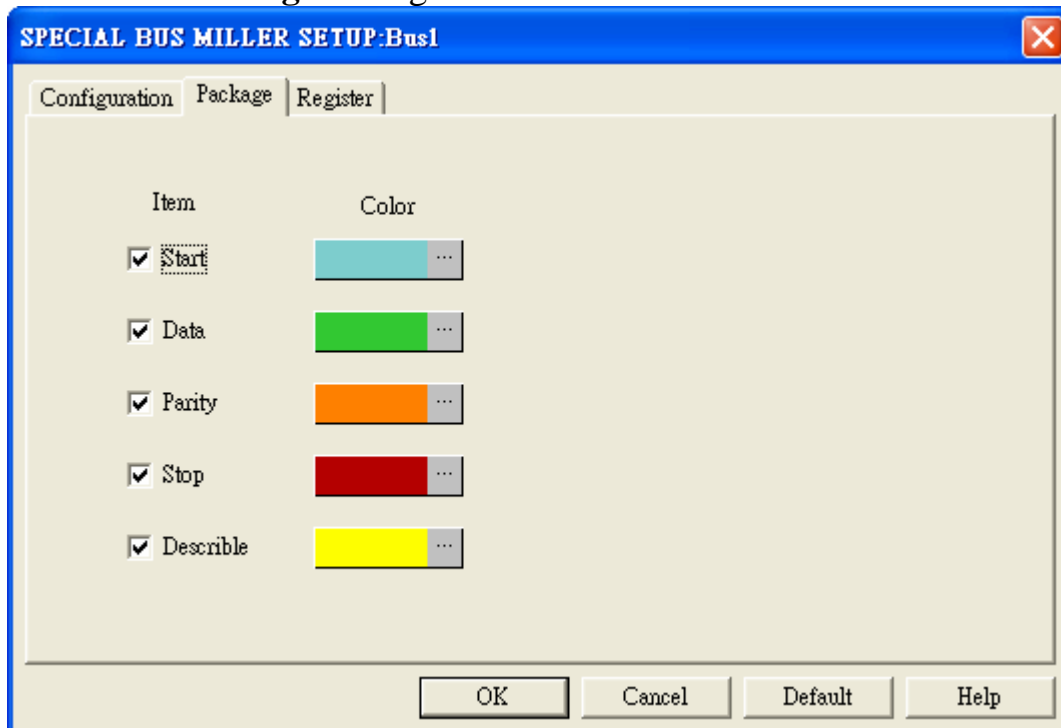 SPECIAL BUS MILLER SETUP:Bus1
Configuration Package Register
Item Color
Start ...
Data ...
Parity ...
Stop ...
Describle ...
OK Cancel Default Help